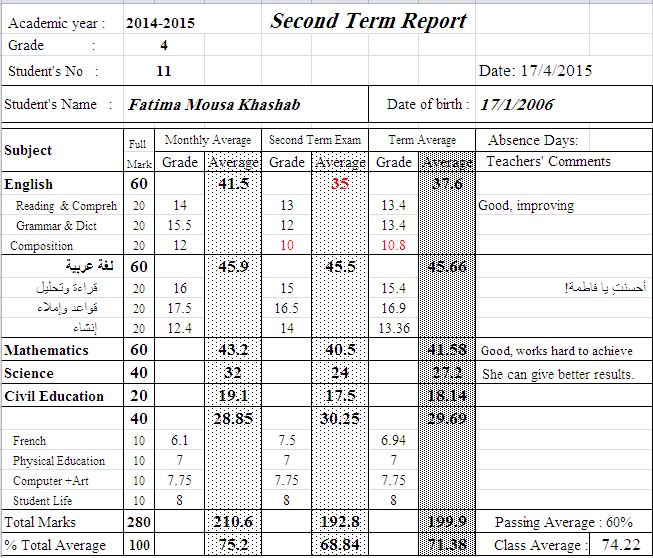 Academic year : 2014-2015 Second Term Report
Grade : 4
Student's No : 11 Date: 17/4/2015
Student's Name : Fatima Mousa Khashab Date of birth : 17/1/2006
Subject Full Mark Monthly Average Second Term Exam Term Average Absence Days:
Grade Average Grade Average Grade Average Teachers' Comments
English 60 41.5 35 37.6
Reading & Compreh 20 14 13 13.4 Good, improving
Grammar & Dict 20 15.5 12 13.4
Composition 20 12 10 10.8
لغة عربية 60 45.9 45.5 45.66
قراءة وتحليل 20 16 15 15.4 أحسنتِ يا فاطمة!
قواعد وإملاء 20 17.5 16.5 16.9
إنشاء 20 12.4 14 13.36
Mathematics 60 43.2 40.5 41.58 Good, works hard to achieve
Science 40 32 24 27.2 She can give better results.
Civil Education 20 19.1 17.5 18.14
40 28.85 30.25 29.69
French 10 6.1 7.5 6.94
Physical Education 10 7 7 7
Computer +Art 10 7.75 7.75 7.75
Student Life 10 8 8 8
Total Marks 280 210.6 192.8 199.9 Passing Average : 60%
% Total Average 100 75.2 68.84 71.38 Class Average : 74.22